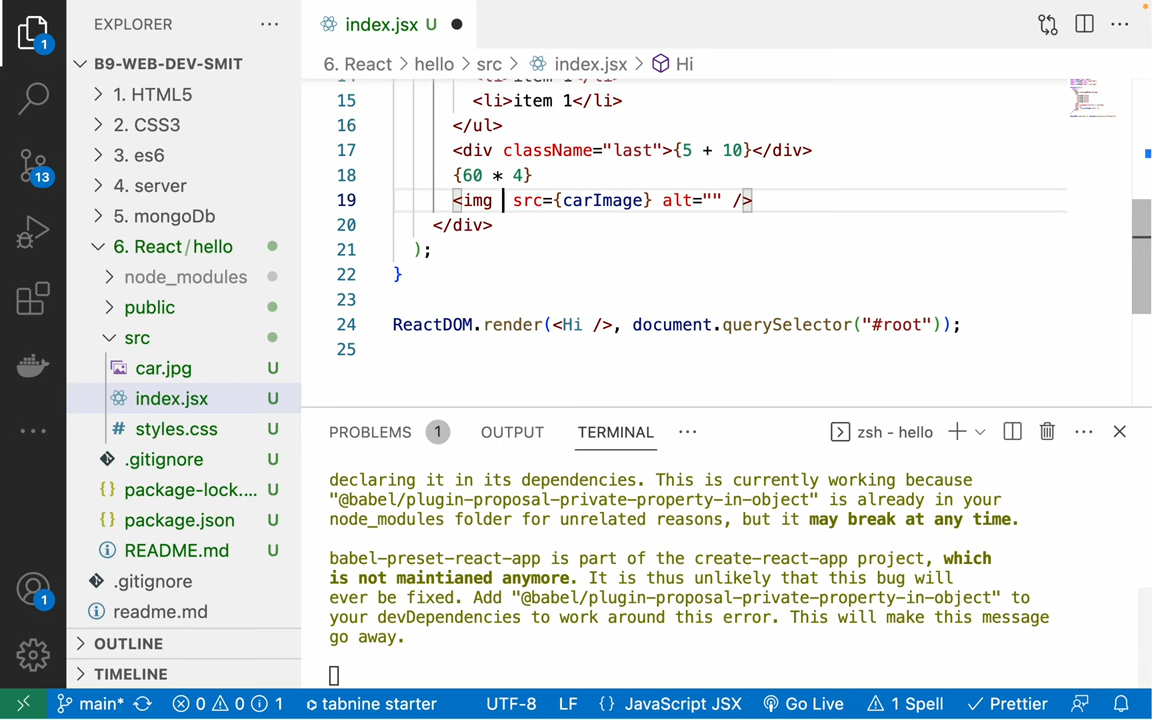 EXPLORER
1
B9-WEB-DEV-SMIT
1. HTML5
2. CSS3
3. es6
4. server
5. mongoDb
6. React/hello
node_modules
public
src
car.jpg U
index.jsx U
# styles.css U
.gitignore U
{} package-lock.... U
{} package.json U
README.md U
.gitignore
readme.md
OUTLINE
TIMELINE
13
1
index.jsx U
6. React > hello > src > index.jsx > Hi
15 <li>item 1</li>
16 </ul>
17 <div className="last">{5 + 10}</div>
18 {60 * 4}
19 <img src={carImage} alt="" />
20 </div>
21 );
22 }
23
24 ReactDOM.render(<Hi />, document.querySelector("#root"));
25
PROBLEMS 1 OUTPUT TERMINAL zsh - hello
declaring it in its dependencies. This is currently working because
"@babel/plugin-proposal-private-property-in-object" is already in your
node_modules folder for unrelated reasons, but it may break at any time.
babel-preset-react-app is part of the create-react-app project, which
is not maintianed anymore. It is thus unlikely that this bug will
ever be fixed. Add "@babel/plugin-proposal-private-property-in-object" to
your devDependencies to work around this error. This will make this message
go away.
main* 0 0 1 tabnine starter UTF-8 LF {} JavaScript JSX Go Live 1 Spell Prettier